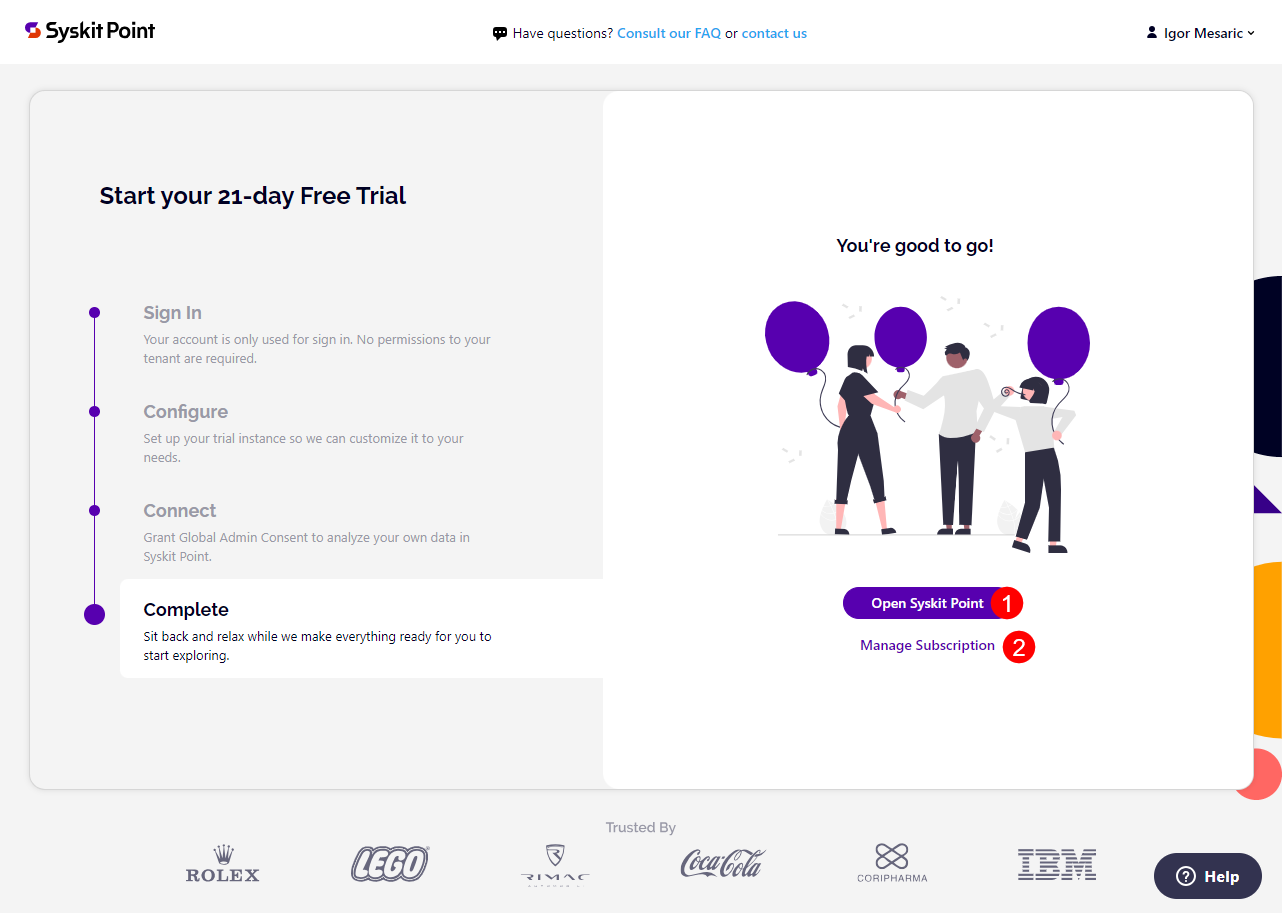 Syskit Point
Have questions? Consult our FAQ or contact us
Igor Mesaric
Start your 21-day Free Trial
Sign In
Your account is only used for sign in. No permissions to your
tenant are required.
Configure
Set up your trial instance so we can customize it to your
needs.
Connect
Grant Global Admin Consent to analyze your own data in
Syskit Point.
Complete
Sit back and relax while we make everything ready for you to
start exploring.
You're good to go!
Open Syskit Point 1
Manage Subscription 2
Trusted By
ROLEX
LEGO
RIMAC
Coca-Cola
CORIPHARMA
IBM
Help